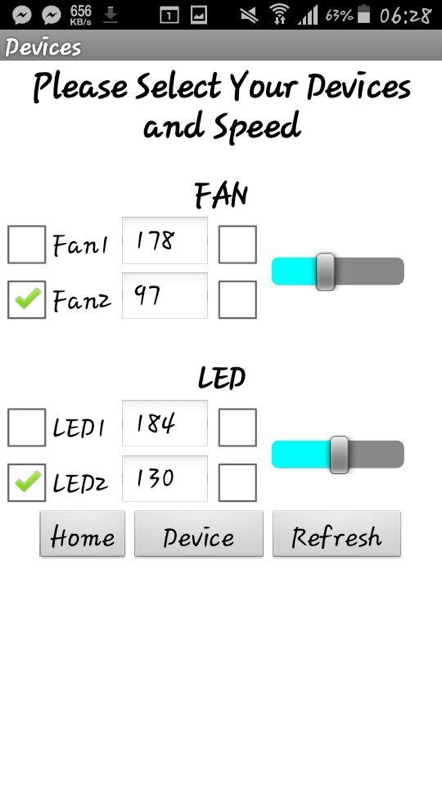 656
KB/s
1
63%
06:28
Devices
Please Select Your Devices
and Speed
FAN
Fan1 178
Fan2 97
LED
LED1 184
LED2 130
Home Device Refresh